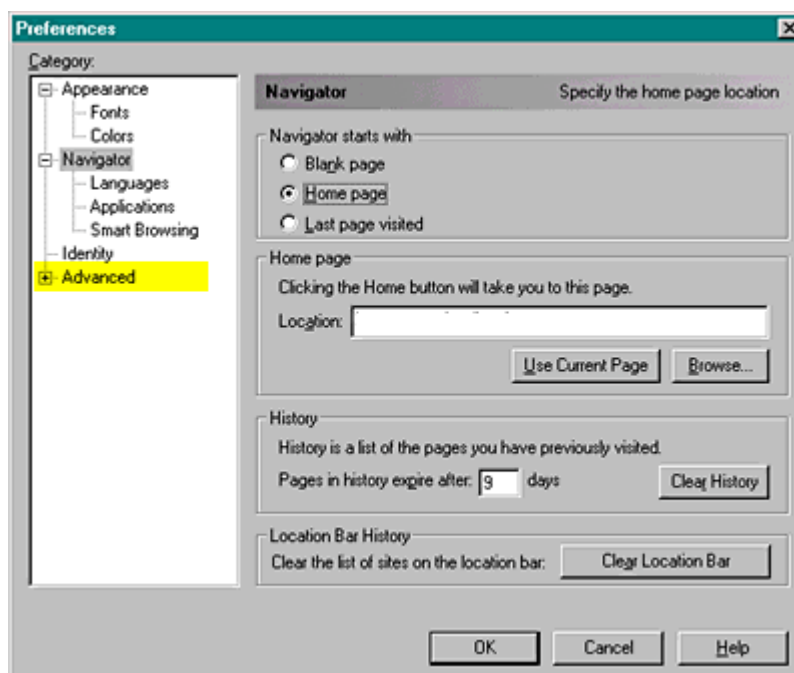 Preferences
Category:
Appearance
Fonts
Colors
Navigator
Languages
Applications
Smart Browsing
Identity
Advanced
Navigator Specify the home page location
Navigator starts with
Blank page
Home page
Last page visited
Home page
Clicking the Home button will take you to this page.
Location:
Use Current Page Browse...
History
History is a list of the pages you have previously visited.
Pages in history expire after: 9 days Clear History
Location Bar History
Clear the list of sites on the location bar: Clear Location Bar
OK Cancel Help